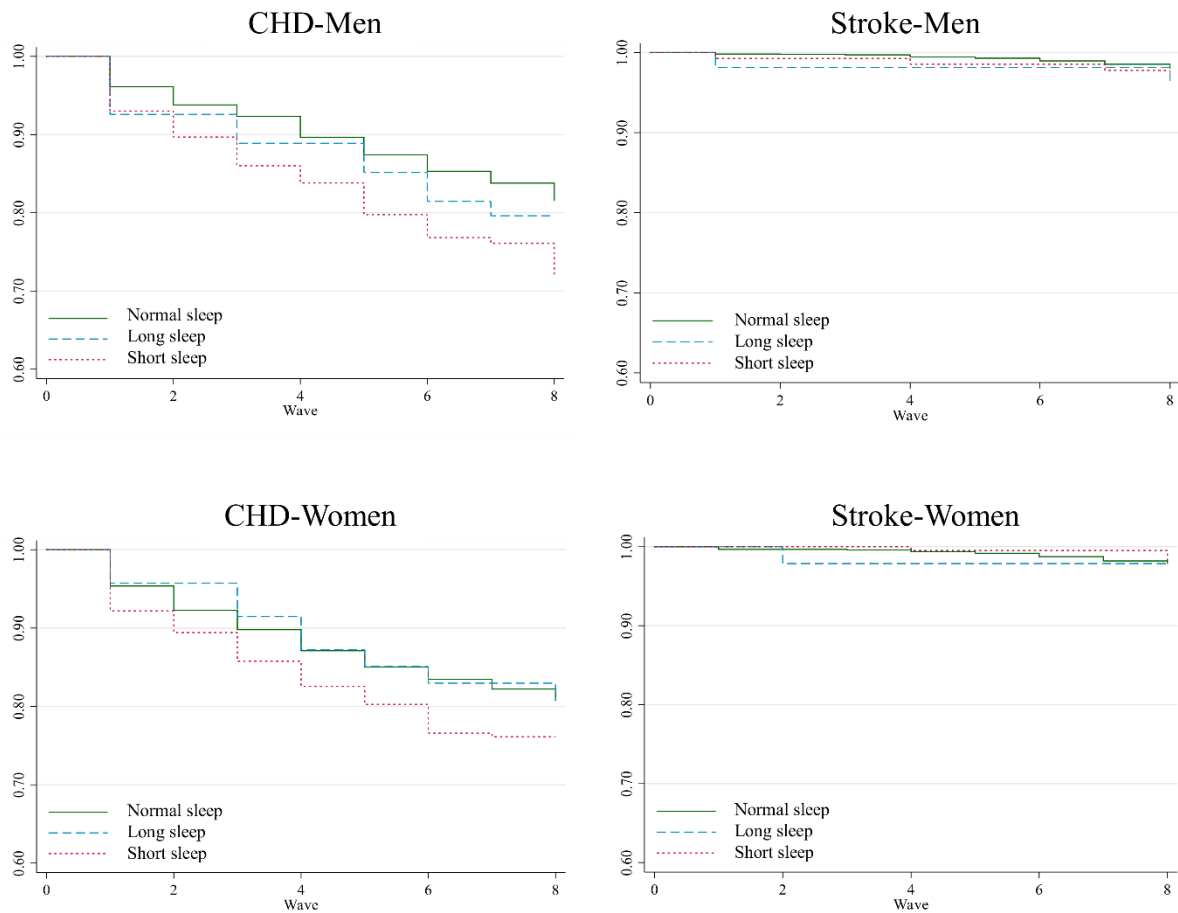 CHD-Men
1.00
0.90
0.80
0.70
0.60
Normal sleep
Long sleep
Short sleep
0 2 4 6 8
Wave
Stroke-Men
1.00
0.90
0.80
0.70
0.60
Normal sleep
Long sleep
Short sleep
0 2 4 6 8
Wave
CHD-Women
1.00
0.90
0.80
0.70
0.60
Normal sleep
Long sleep
Short sleep
0 2 4 6 8
Wave
Stroke-Women
1.00
0.90
0.80
0.70
0.60
Normal sleep
Long sleep
Short sleep
0 2 4 6 8
Wave